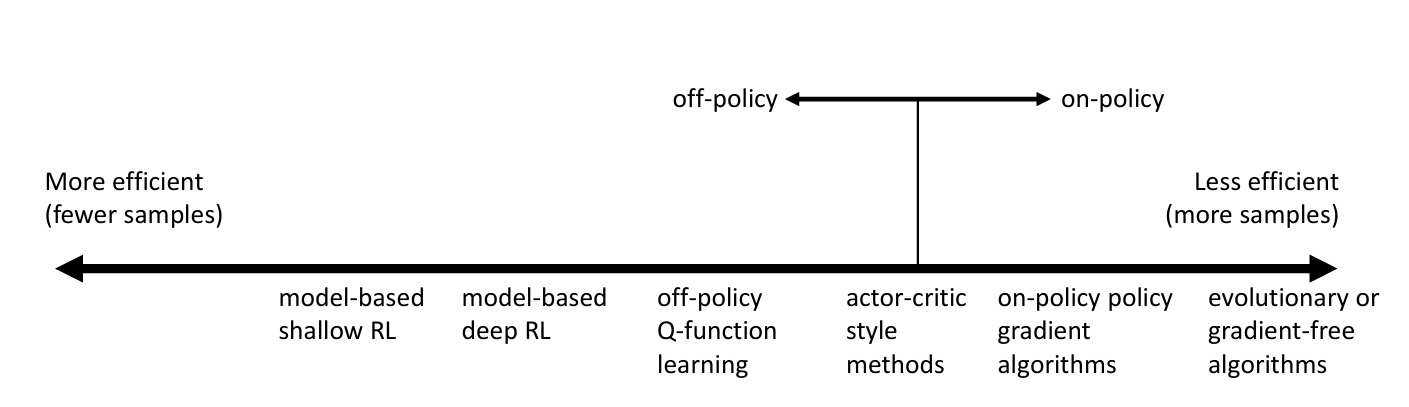 off-policy
on-policy
More efficient
(fewer samples)
Less efficient
(more samples)
model-based
shallow RL
model-based
deep RL
off-policy
Q-function
learning
actor-critic
style
methods
on-policy policy
gradient
algorithms
evolutionary or
gradient-free
algorithms